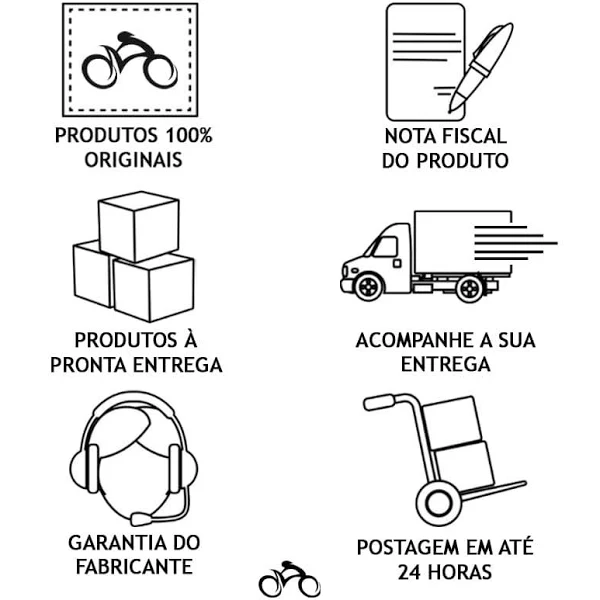 PRODUTOS 100%
ORIGINAIS
NOTA FISCAL
DO PRODUTO
PRODUTOS À
PRONTA ENTREGA
ACOMPANHE A SUA
ENTREGA
GARANTIA DO
FABRICANTE
POSTAGEM EM ATÉ
24 HORAS